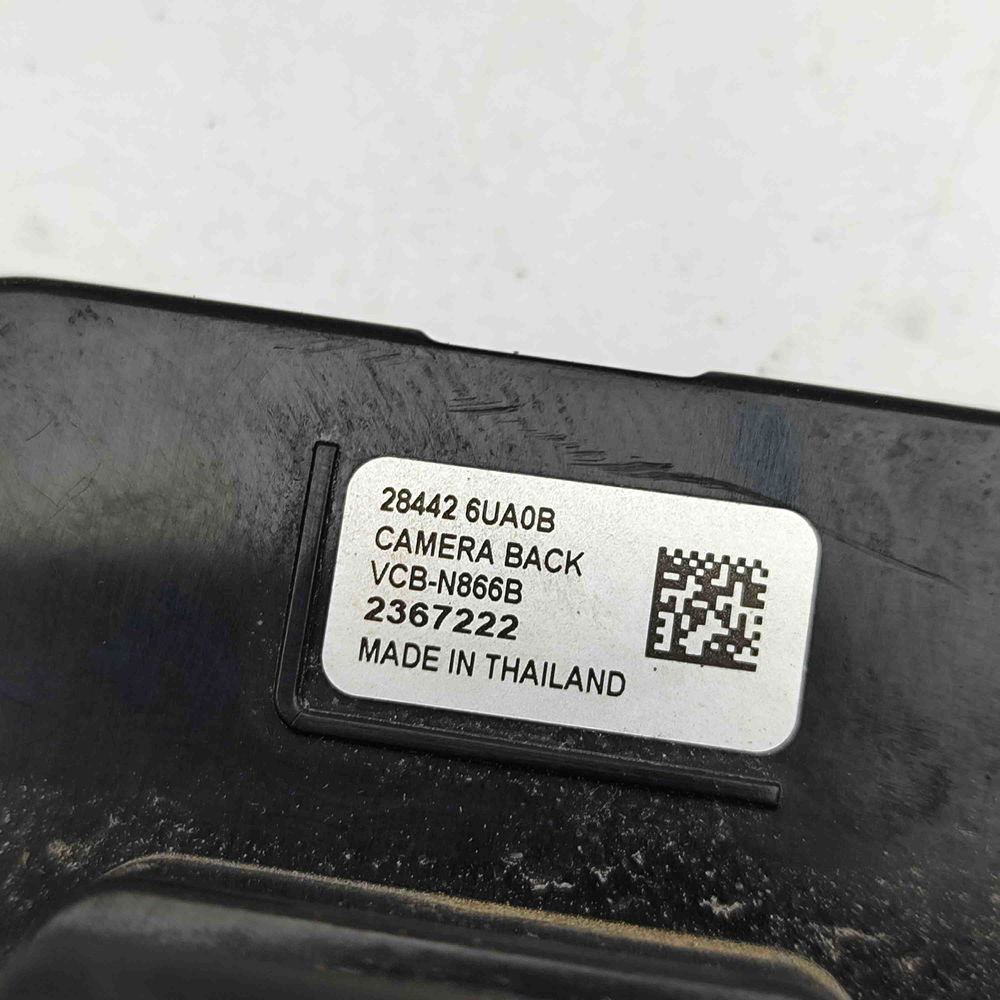 28442 6UA0B
CAMERA BACK
VCB-N866B
2367222
MADE IN THAILAND